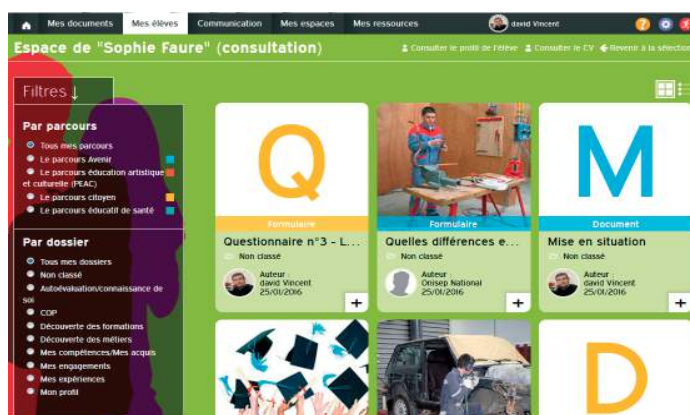 Mes documents Mes élèves Communication Mes espaces Mes ressources david Vincent ?
Espace de "Sophie Faure" (consultation)
Consulter le profil de l'élève Consulter le CV Revenir à la sélection
Filtres ↓
Par parcours
Tous mes parcours
Le parcours Avenir
Le parcours éducation artistique
et culturelle (PEAC)
Le parcours citoyen
Le parcours éducatif de santé
Par dossier
Tous mes dossiers
Non classé
Autoévaluation/connaissance de
soi
COP
Découverte des formations
Découverte des métiers
Mes compétences/Mes acquis
Mes engagements
Mes expériences
Mon profil
Q
Formulaire
Questionnaire n°3 - L...
Non classé
Auteur :
david Vincent
25/01/2016
+
Formulaire
Quelles différences e...
Non classé
Auteur :
Onisep National
25/01/2016
+
M
Document
Mise en situation
Non classé
Auteur :
david Vincent
25/01/2016
+
D